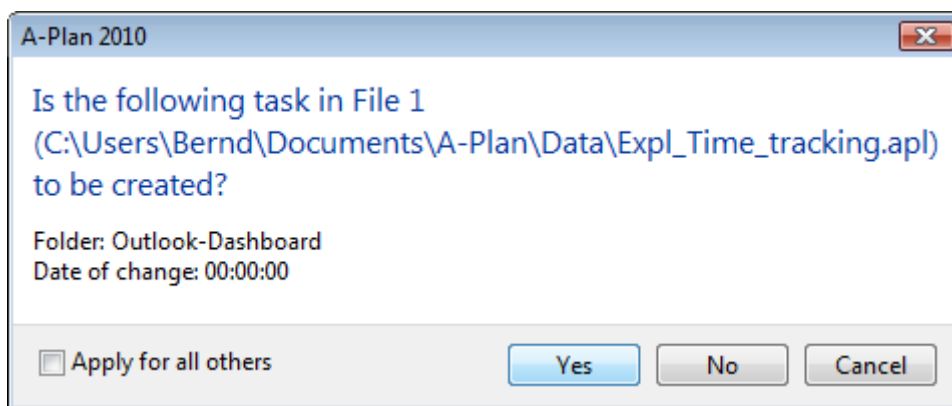 A-Plan 2010
Is the following task in File 1
(C:\Users\Bernd\Documents\A-Plan\Data\Expl_Time_tracking.apl)
to be created?
Folder: Outlook-Dashboard
Date of change: 00:00:00
Apply for all others
Yes
No
Cancel